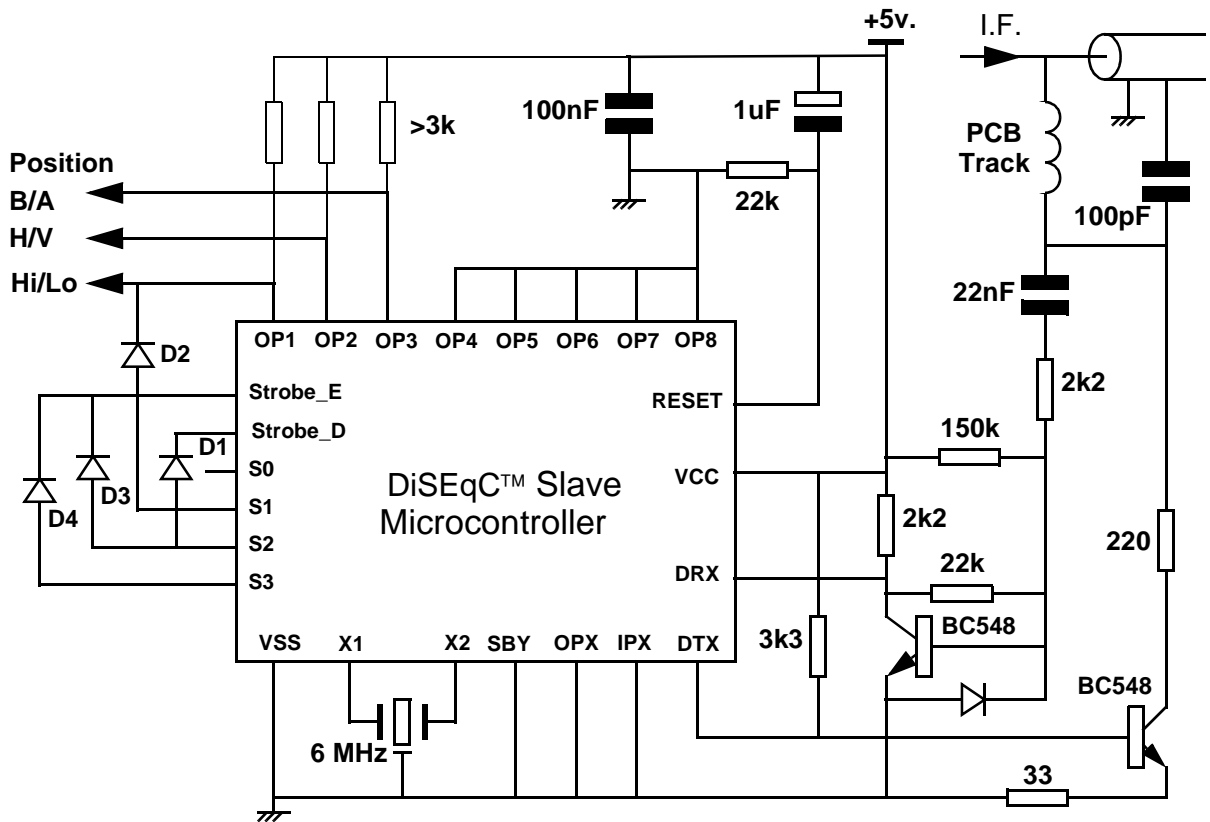 +5v.
I.F.
100nF
1uF
>3k
PCB
Track
Position
B/A
H/V
Hi/Lo
22k
100pF
22nF
OP1 OP2 OP3 OP4 OP5 OP6 OP7 OP8
D2
2k2
Strobe_E
RESET
Strobe_D
D1
150k
S0
D3
VCC
DiSEqC™ Slave
Microcontroller
D4
S1
2k2
S2
220
S3
DRX
22k
BC548
VSS X1 X2 SBY OPX IPX DTX
3k3
BC548
6 MHz
33